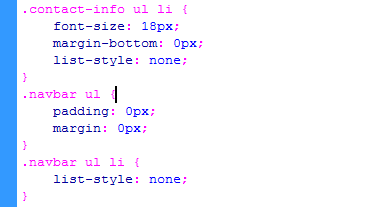 .contact-info ul li {
    font-size: 18px;
    margin-bottom: 0px;
    list-style: none;
}
.navbar ul {
    padding: 0px;
    margin: 0px;
}
.navbar ul li {
    list-style: none;
}